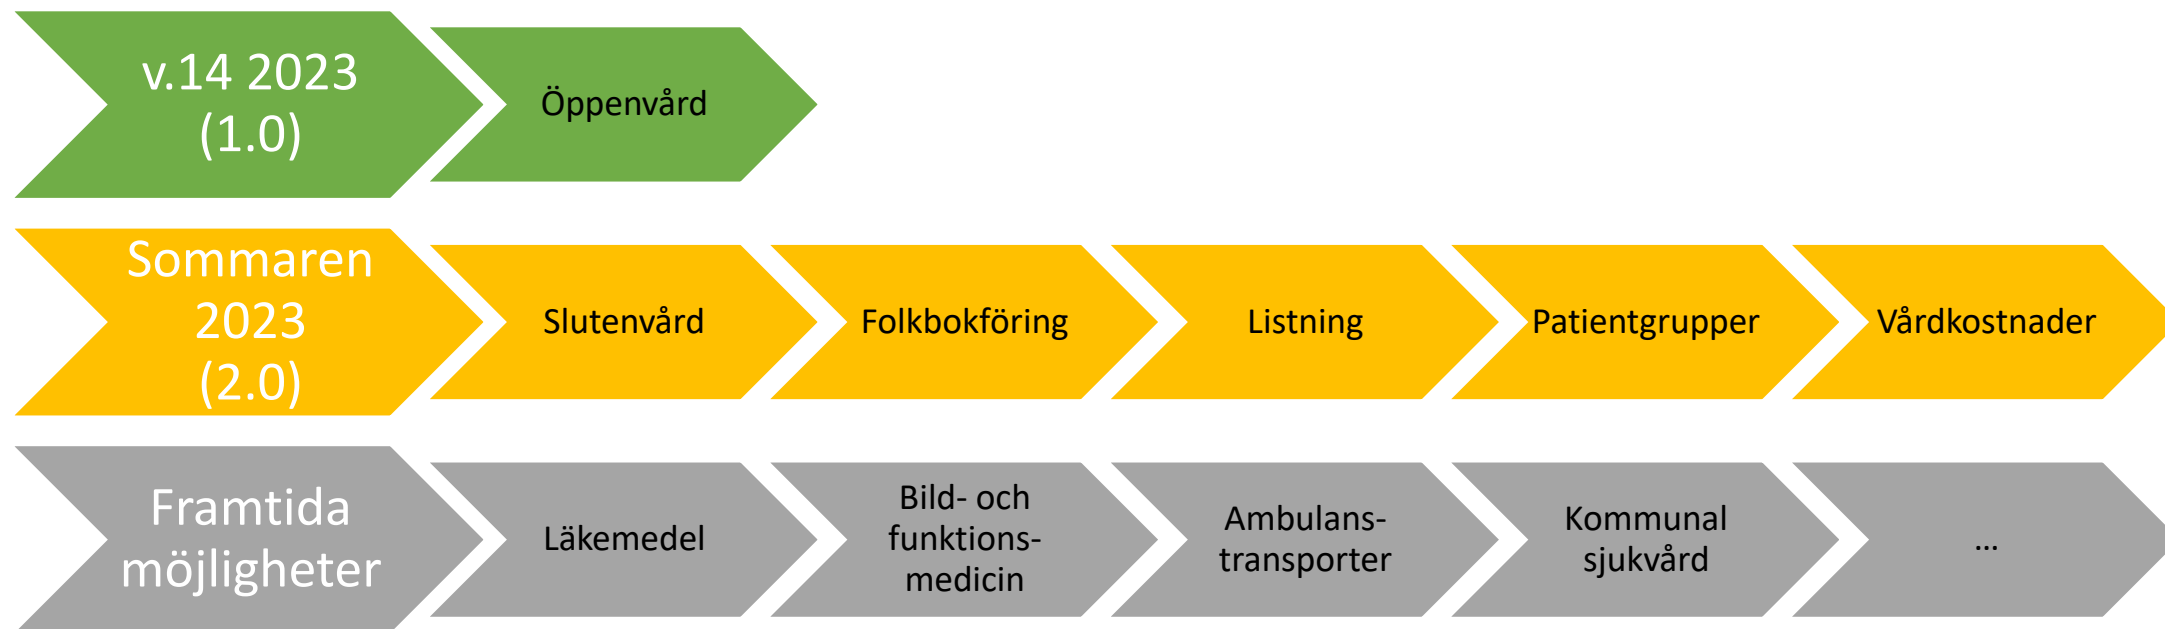 v.14 2023
(1.0)
Öppenvård
Sommaren
2023
(2.0)
Slutenvård
Folkbokföring
Listning
Patientgrupper
Vårdkostnader
Framtida
möjligheter
Läkemedel
Bild- och
funktions-
medicin
Ambulans-
transporter
Kommunal
sjukvård
...